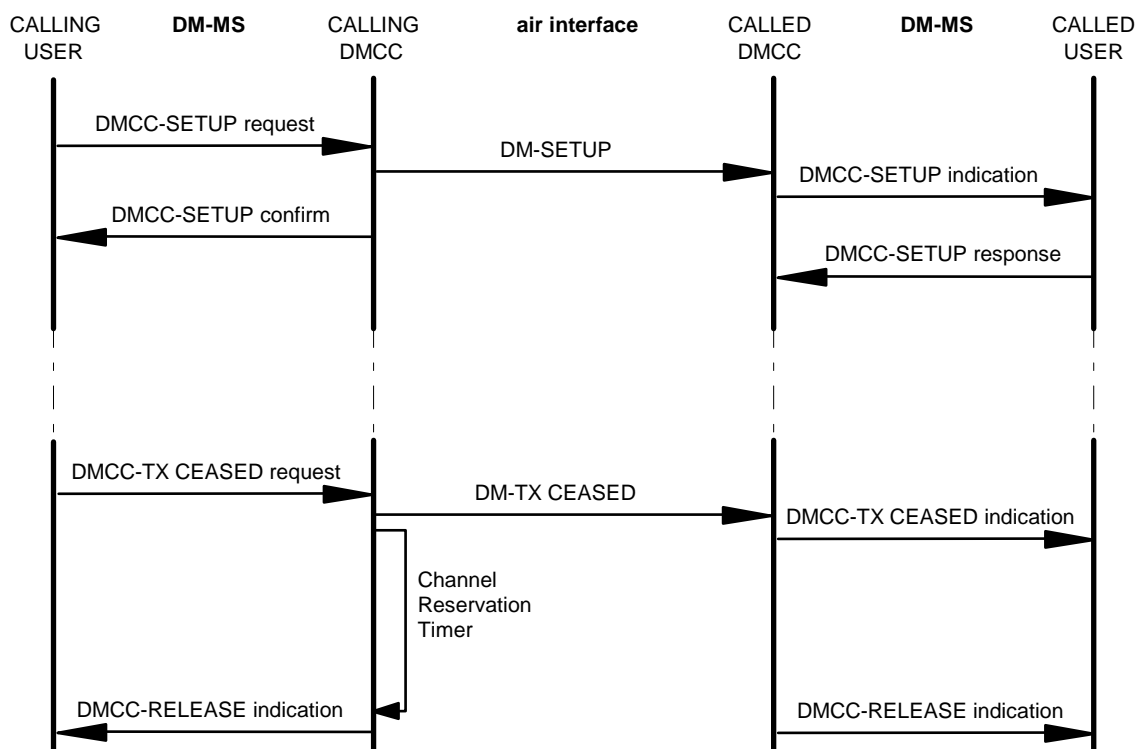 CALLING
USER
DM-MS
CALLING
DMCC
air interface
CALLED
DMCC
DM-MS
CALLED
USER
DMCC-SETUP request
DM-SETUP
DMCC-SETUP indication
DMCC-SETUP confirm
DMCC-SETUP response
DMCC-TX CEASED request
DM-TX CEASED
DMCC-TX CEASED indication
Channel
Reservation
Timer
DMCC-RELEASE indication
DMCC-RELEASE indication